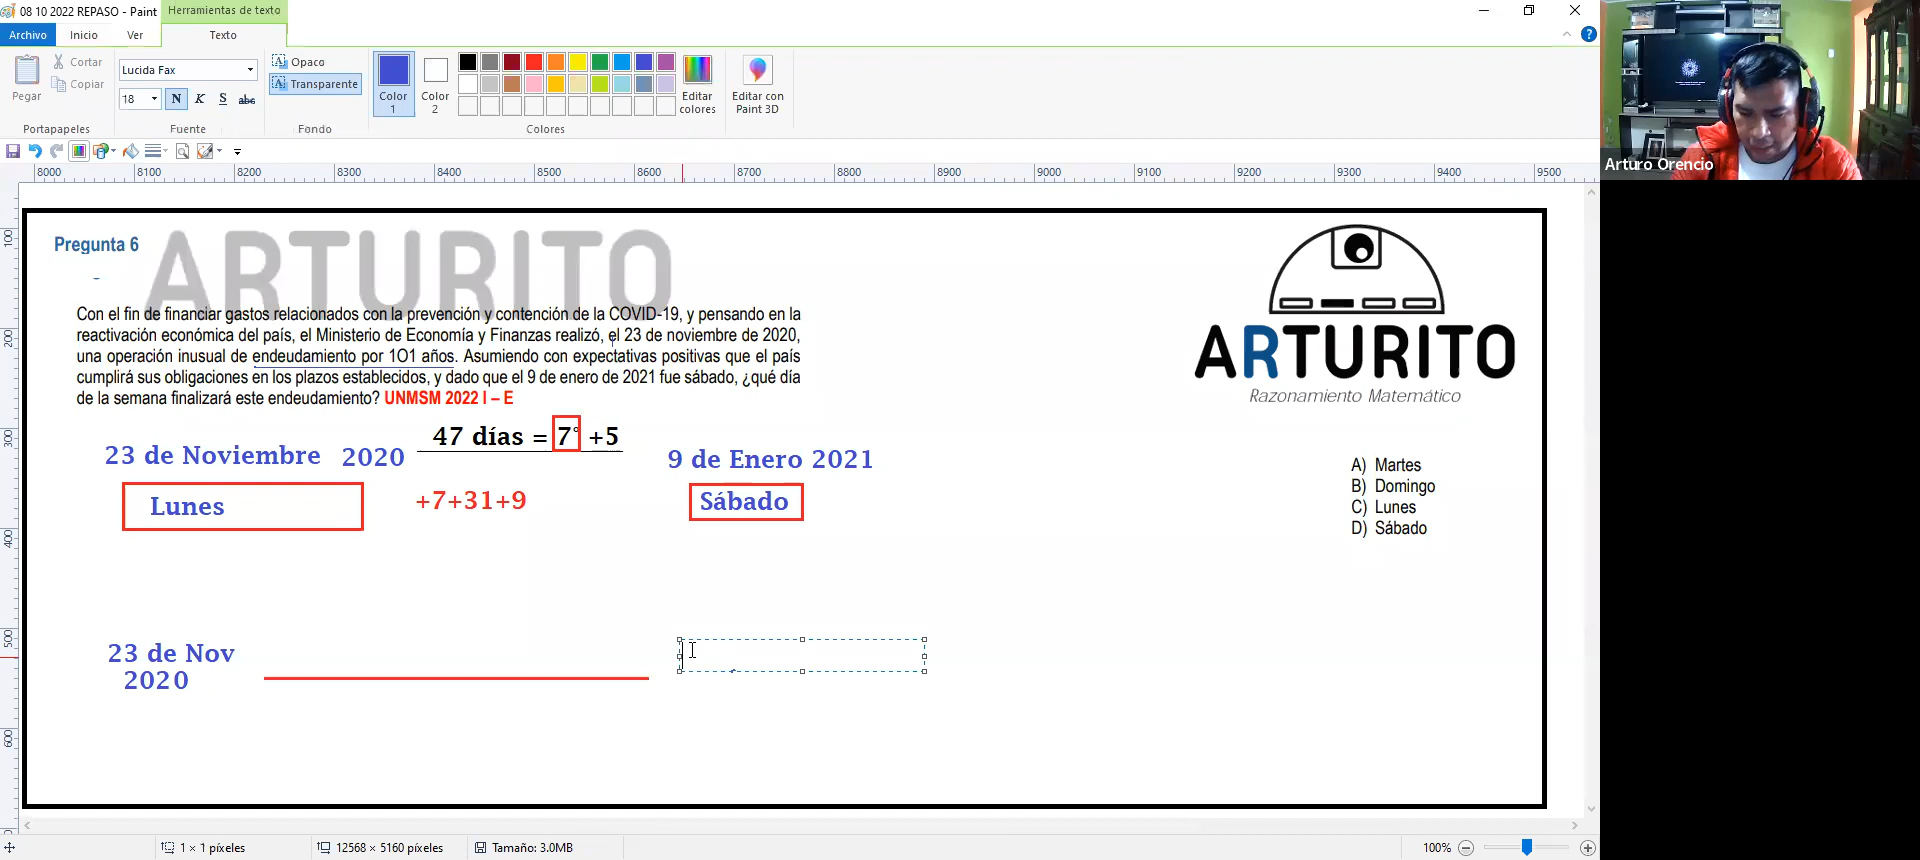 08 10 2022 REPASO - Paint
Herramientas de texto
Archivo
Inicio
Ver
Texto
Pegar
Cortar
Copiar
Portapapeles
Lucida Fax
18
N
K
S
abc
Fuente
Opaco
Transparente
Fondo
Color
1
Color
2
Colores
Editar
colores
Editar con
Paint 3D
8000 8100 8200 8300 8400 8500 8600 8700 8800 8900 9000 9100 9200 9300 9400 9500
100
200
300
400
500
600
Arturo Orencio
ARTURITO
Pregunta 6
Con el fin de financiar gastos relacionados con la prevención y contención de la COVID-19, y pensando en la
reactivación económica del país, el Ministerio de Economía y Finanzas realizó, el 23 de noviembre de 2020,
una operación inusual de endeudamiento por 1O1 años. Asumiendo con expectativas positivas que el país
cumplirá sus obligaciones en los plazos establecidos, y dado que el 9 de enero de 2021 fue sábado, ¿qué día
de la semana finalizará este endeudamiento? UNMSM 2022 I – E
ARTURITO
Razonamiento Matemático
47 días = 7° +5
23 de Noviembre 2020
9 de Enero 2021
Lunes
+7+31+9
Sábado
A) Martes
B) Domingo
C) Lunes
D) Sábado
23 de Nov
2020
1 × 1 píxeles
12568 × 5160 píxeles
Tamaño: 3.0MB
100%